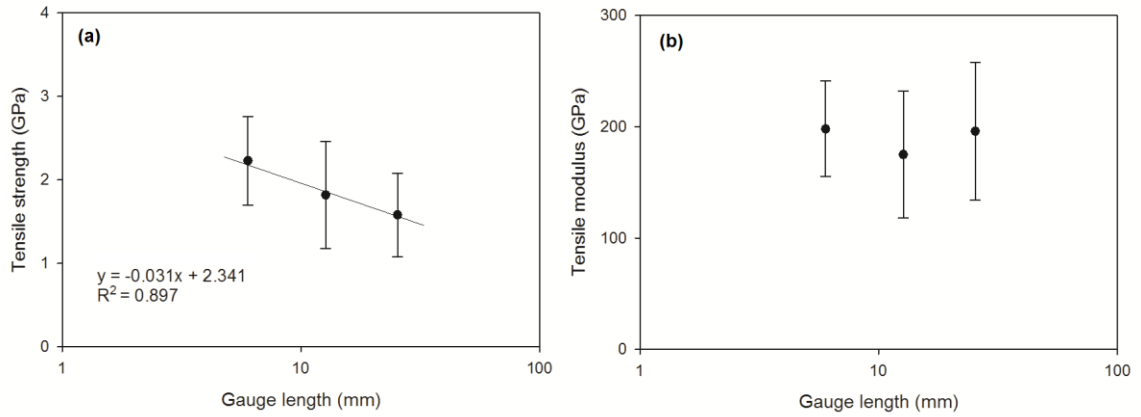 (a)
Tensile strength (GPa)
4
3
2
1
0
y = -0.031x + 2.341
R² = 0.897
1
10
100
Gauge length (mm)
(b)
Tensile modulus (GPa)
300
200
100
0
1
10
100
Gauge length (mm)